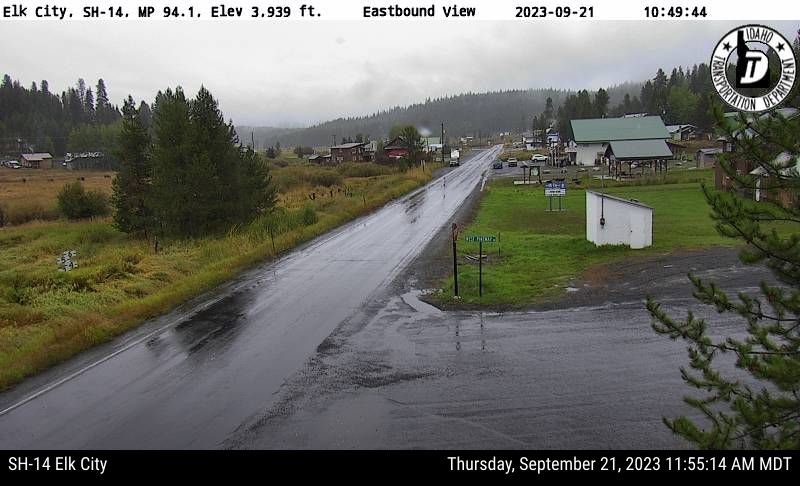 Elk City, SH-14, MP 94.1, Elev 3,939 ft. Eastbound View 2023-09-21 10:49:44
IDAHO
TRANSPORTATION DEPARTMENT
SH-14 Elk City Thursday, September 21, 2023 11:55:14 AM MDT